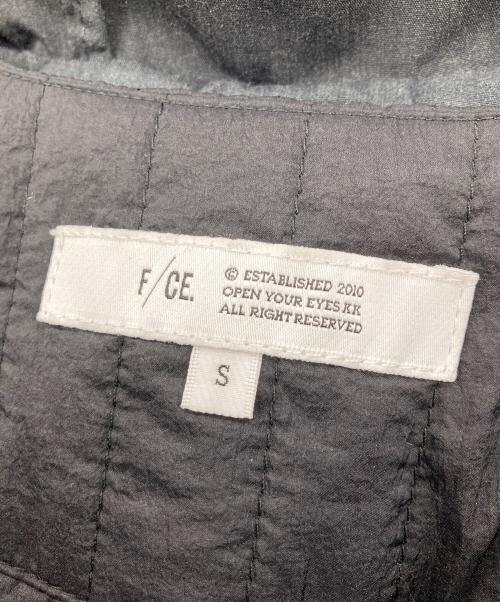 F/CE.
® ESTABLISHED 2010
OPEN YOUR EYES KK
ALL RIGHT RESERVED
S